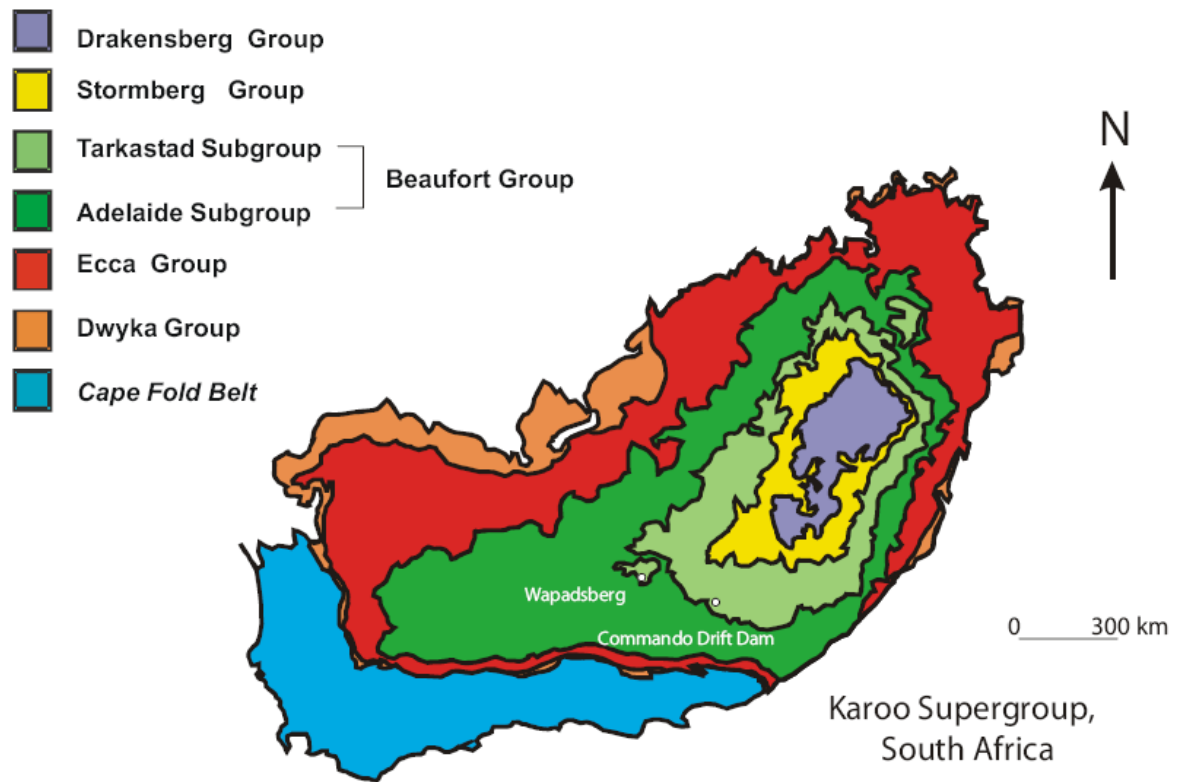 Drakensberg Group
Stormberg Group
Tarkastad Subgroup
Beaufort Group
Adelaide Subgroup
Ecca Group
Dwyka Group
Cape Fold Belt
N
Wapadsberg
Commando Drift Dam
0 300 km
Karoo Supergroup,
South Africa